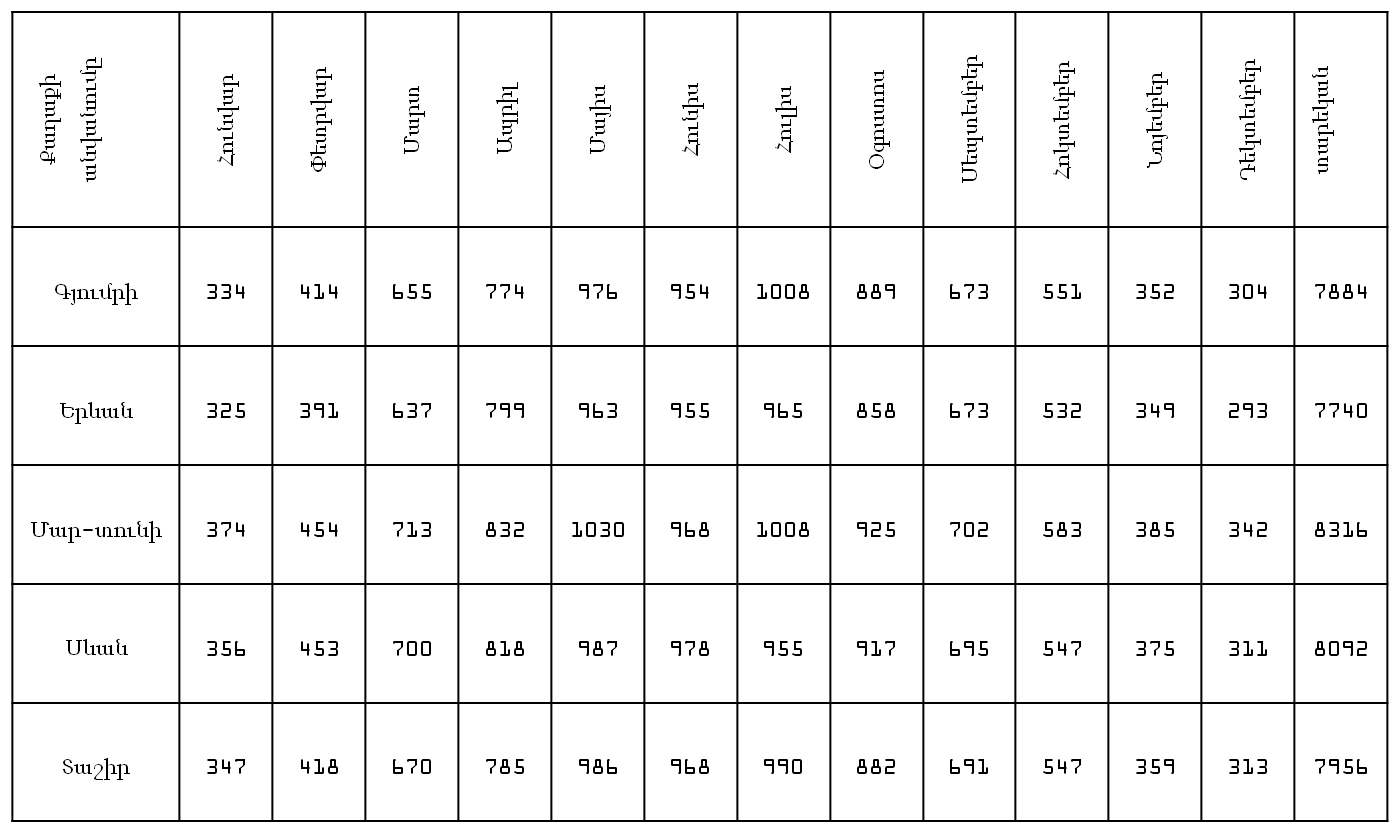 Քաղաքի անվանումը Հունվար Փետրվար Մարտ Ապրիլ Մայիս Հունիս Հուլիս Օգոստոս Սեպտեմբեր Հոկտեմբեր Նոյեմբեր Դեկտեմբեր տարեկան
Գյումրի 334 414 655 774 976 954 1008 889 673 551 352 304 7884
Երևան 325 391 637 799 963 955 965 858 673 532 349 293 7740
Մար-տունի 374 454 713 832 1030 968 1008 925 702 583 385 342 8316
Սևան 356 453 700 818 987 978 955 917 695 547 375 311 8092
Տաշիր 347 418 670 785 986 968 990 882 691 547 359 313 7956